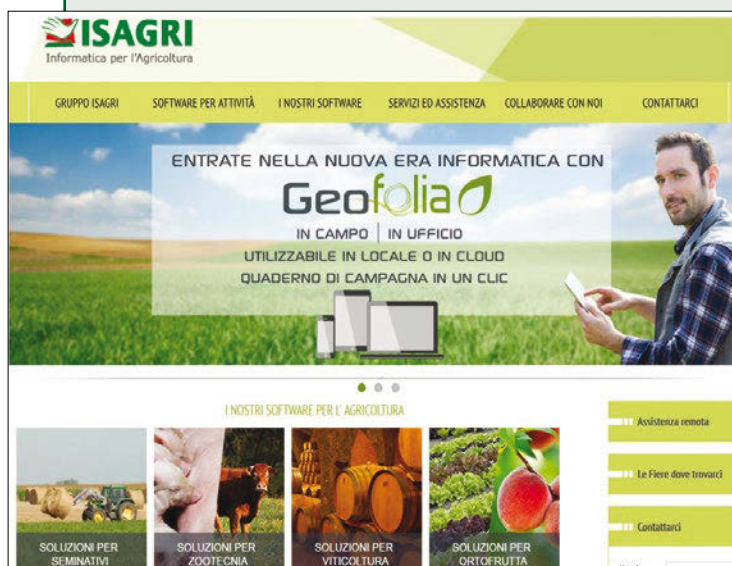 ISAGRI
Informatica per l'Agricoltura
GRUPPO ISAGRI SOFTWARE PER ATTIVITÀ I NOSTRI SOFTWARE SERVIZI ED ASSISTENZA COLLABORARE CON NOI CONTATTARCI
ENTRATE NELLA NUOVA ERA INFORMATICA CON
Geofolia
IN CAMPO | IN UFFICIO
UTILIZZABILE IN LOCALE O IN CLOUD
QUADERNO DI CAMPAGNA IN UN CLIC
I NOSTRI SOFTWARE PER L' AGRICOLTURA
SOLUZIONI PER
SEMINATIVI
SOLUZIONI PER
ZOOTECNIA
SOLUZIONI PER
VITICOLTURA
SOLUZIONI PER
ORTOFRUTTA
Assistenza remota
Le Fiere dove trovarci
Contattarci